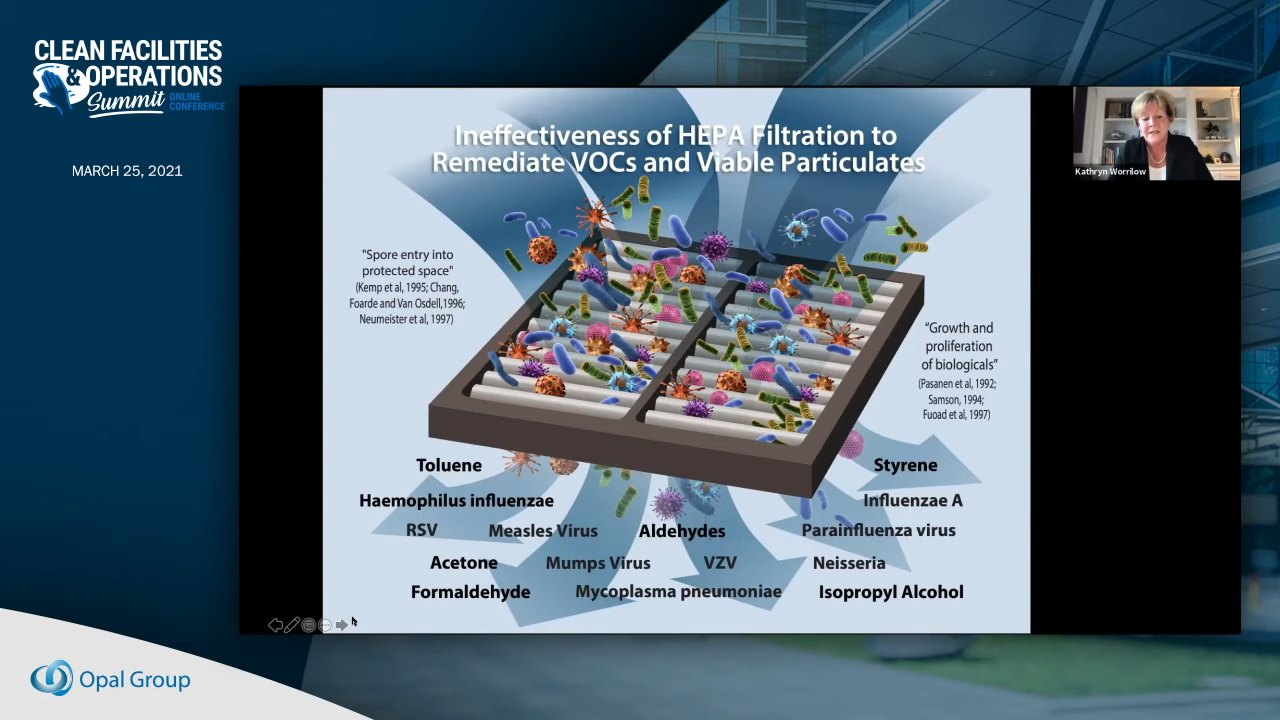 CLEAN FACILITIES
& OPERATIONS
Summit ONLINE
CONFERENCE
MARCH 25, 2021
Ineffectiveness of HEPA Filtration to
Remediate VOCs and Viable Particulates
Kathryn Worrilow
"Spore entry into
protected space"
(Kemp et al, 1995; Chang,
Foarde and Van Osdell,1996;
Neumeister et al, 1997)
“Growth and
proliferation
of biologicals”
(Pasanen et al, 1992;
Samson, 1994;
Fuoad et al, 1997)
Toluene
Styrene
Haemophilus influenzae
Influenzae A
RSV
Measles Virus
Aldehydes
Parainfluenza virus
Acetone
Mumps Virus
VZV
Neisseria
Formaldehyde
Mycoplasma pneumoniae
Isopropyl Alcohol
Opal Group